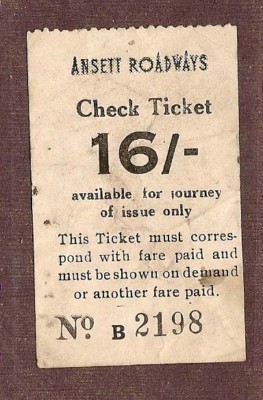 ANSETT ROADWAYS
Check Ticket
16/-
available for journey
of issue only
This Ticket must corres-
pond with fare paid and
must be shown on demand
or another fare paid.
No. B 2198